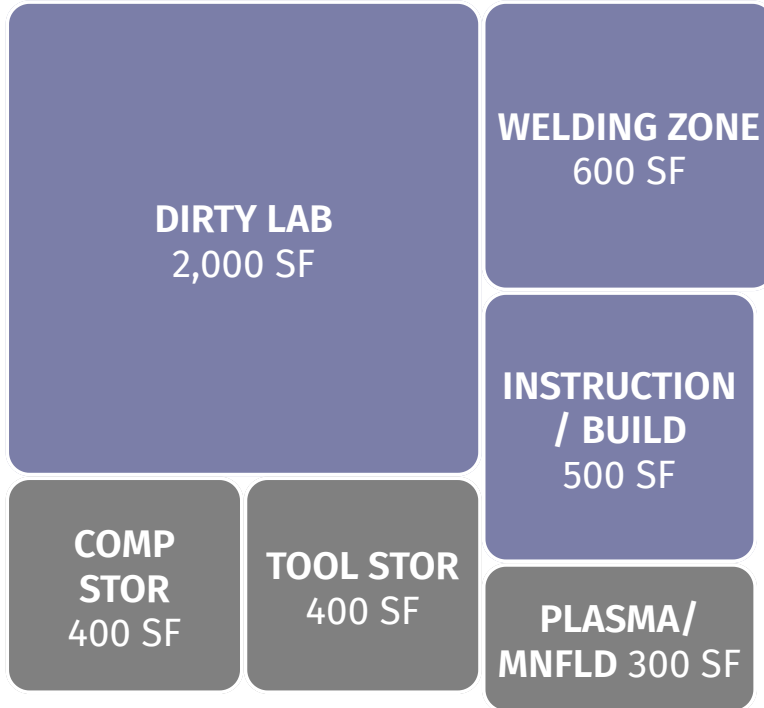 DIRTY LAB
2,000 SF
WELDING ZONE
600 SF
INSTRUCTION
/ BUILD
500 SF
COMP
STOR
400 SF
TOOL STOR
400 SF
PLASMA/
MNFLD 300 SF